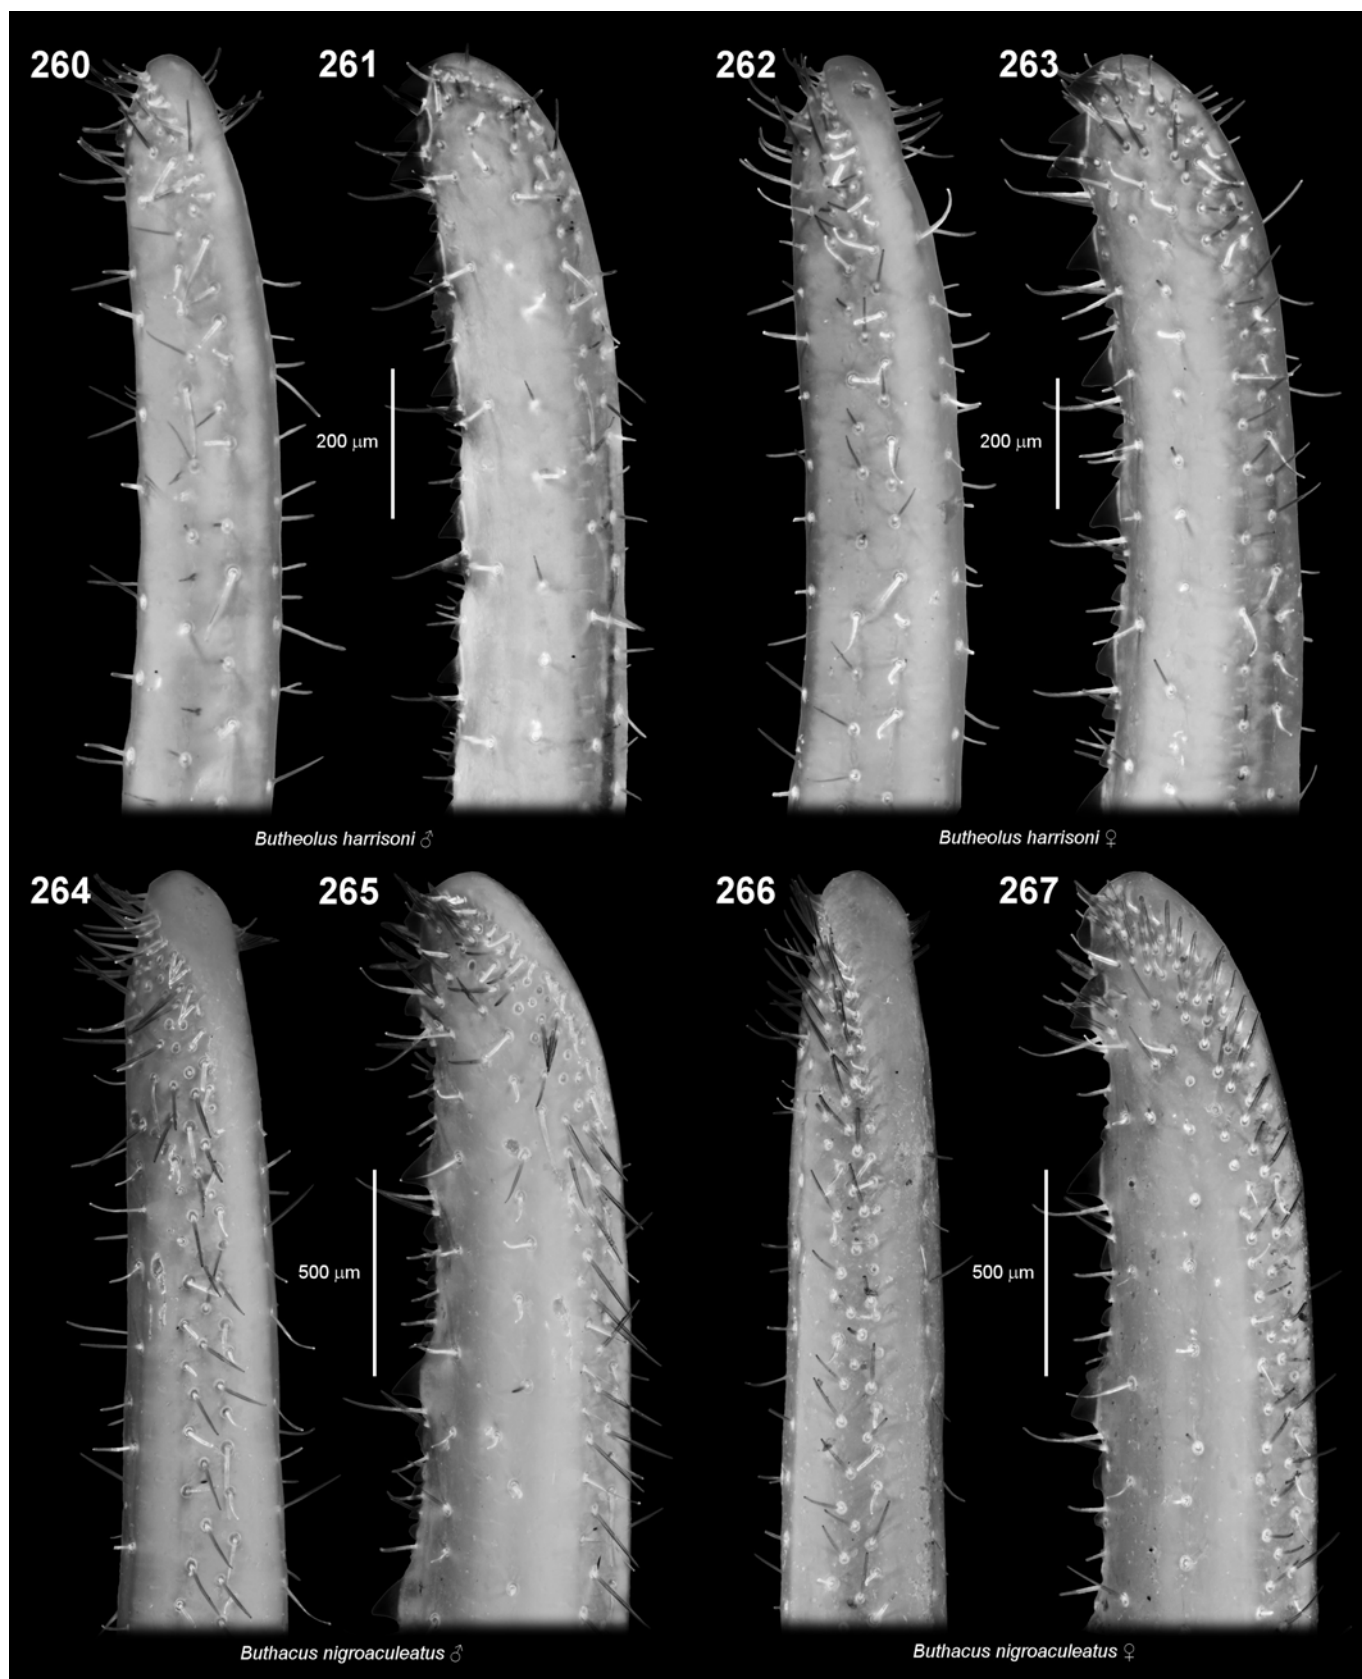 260
261
262
263
200 μm
200 μm
Butheolus harrisoni ♂
Butheolus harrisoni ♀
264
265
266
267
500 μm
500 μm
Buthacus nigroaculeatus ♂
Buthacus nigroaculeatus ♀